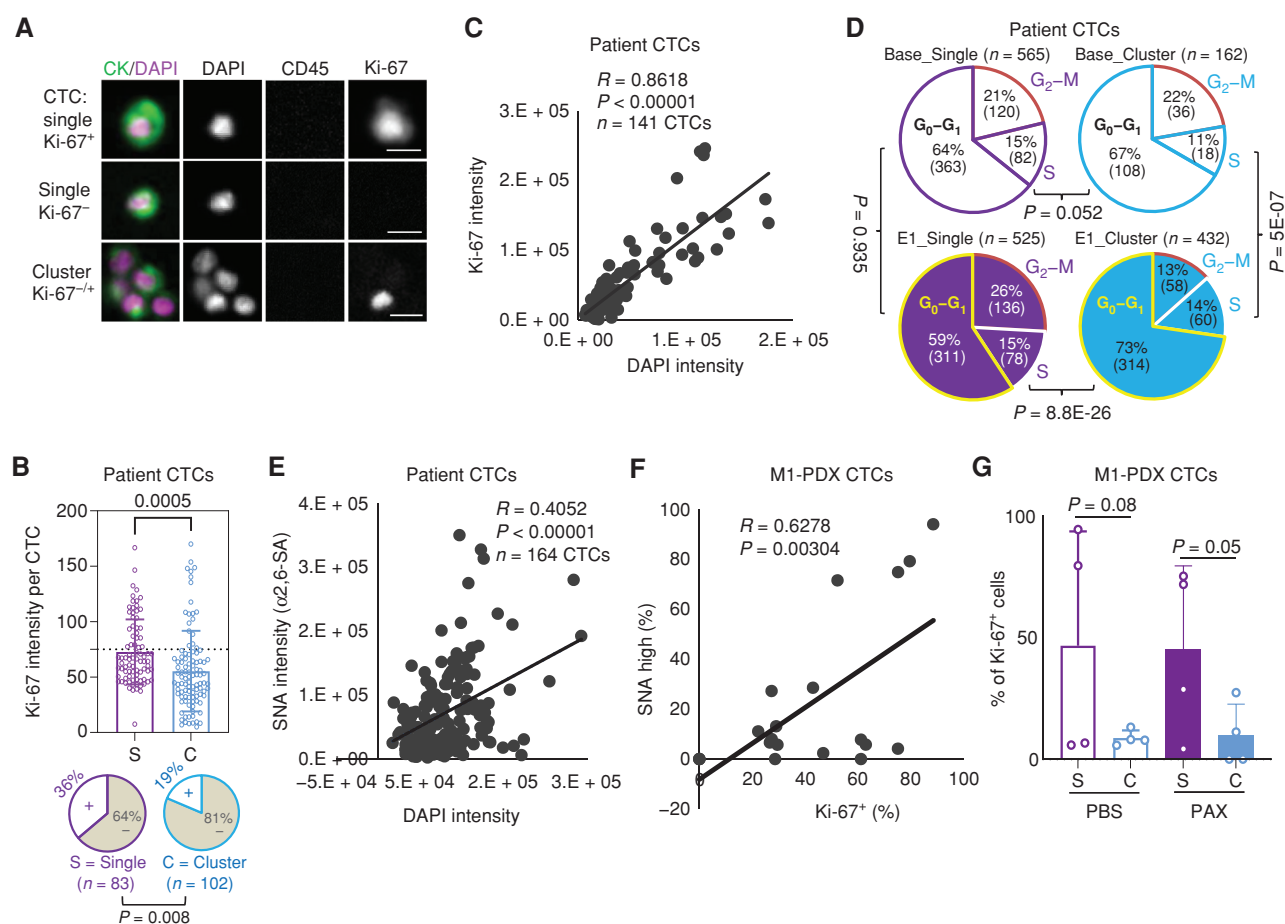 A
CK/DAPI DAPI CD45 Ki-67
CTC:
single
Ki-67⁺
Single
Ki-67⁻
Cluster
Ki-67⁻/⁺
B
Patient CTCs
0.0005
Ki-67 intensity per CTC
200
150
100
50
0
S C
36%
+
64%
−
19%
+
81%
−
S = Single
(n = 83)
C = Cluster
(n = 102)
P = 0.008
C
Patient CTCs
R = 0.8618
P < 0.00001
n = 141 CTCs
Ki-67 intensity
3.E + 05
2.E + 05
1.E + 05
0.E + 00
0.E + 00 1.E + 05 2.E + 05
DAPI intensity
D
Patient CTCs
Base_Single (n = 565)
21%
(120)
G₀–G₁
64%
(363)
15%
(82)
S
G₂–M
Base_Cluster (n = 162)
22%
(36)
G₀–G₁
67%
(108)
11%
(18)
S
G₂–M
P = 0.052
P = 0.935
P = 5E-07
E1_Single (n = 525)
G₂–M
G₀–G₁
26%
(136)
59%
(311)
15%
(78)
S
E1_Cluster (n = 432)
G₂–M
G₀–G₁
13%
(58)
S
14%
(60)
73%
(314)
P = 8.8E-26
E
Patient CTCs
R = 0.4052
P < 0.00001
n = 164 CTCs
SNA intensity (α2,6-SA)
4.E + 05
3.E + 05
2.E + 05
1.E + 05
0.E + 00
−5.E + 04 5.E + 04 2.E + 05 3.E + 05
DAPI intensity
F
M1-PDX CTCs
R = 0.6278
P = 0.00304
SNA high (%)
100
80
60
40
20
0
−20
0 20 40 60 80 100
Ki-67⁺ (%)
G
M1-PDX CTCs
P = 0.08
P = 0.05
% of Ki-67⁺ cells
100
50
0
S C S C
PBS PAX